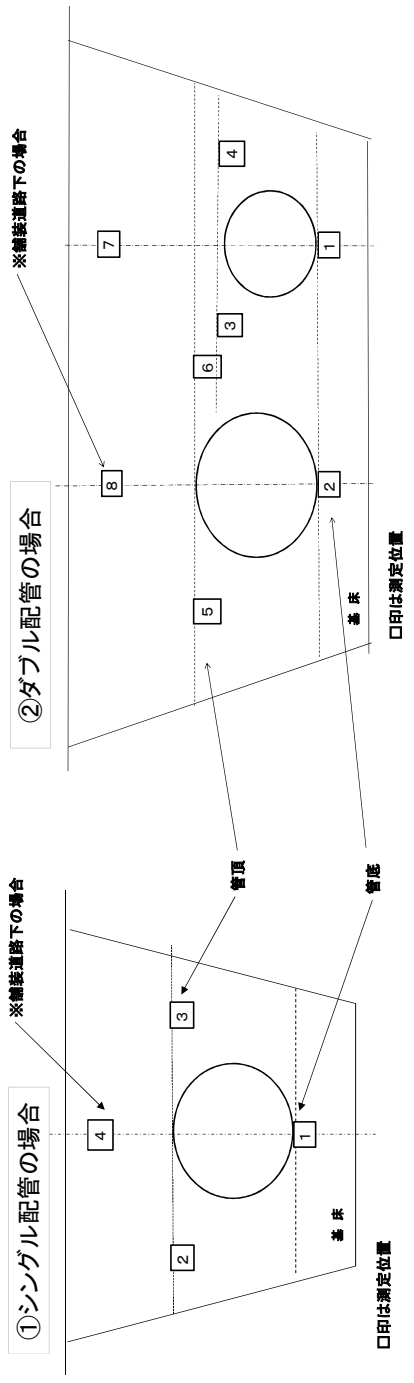 ①シングル配管の場合
※舗装道路下の場合
4
2
3
1
基床
□印は測定位置
管頂
管底
②ダブル配管の場合
※舗装道路下の場合
8
7
5
6
3
4
2
1
基床
□印は測定位置